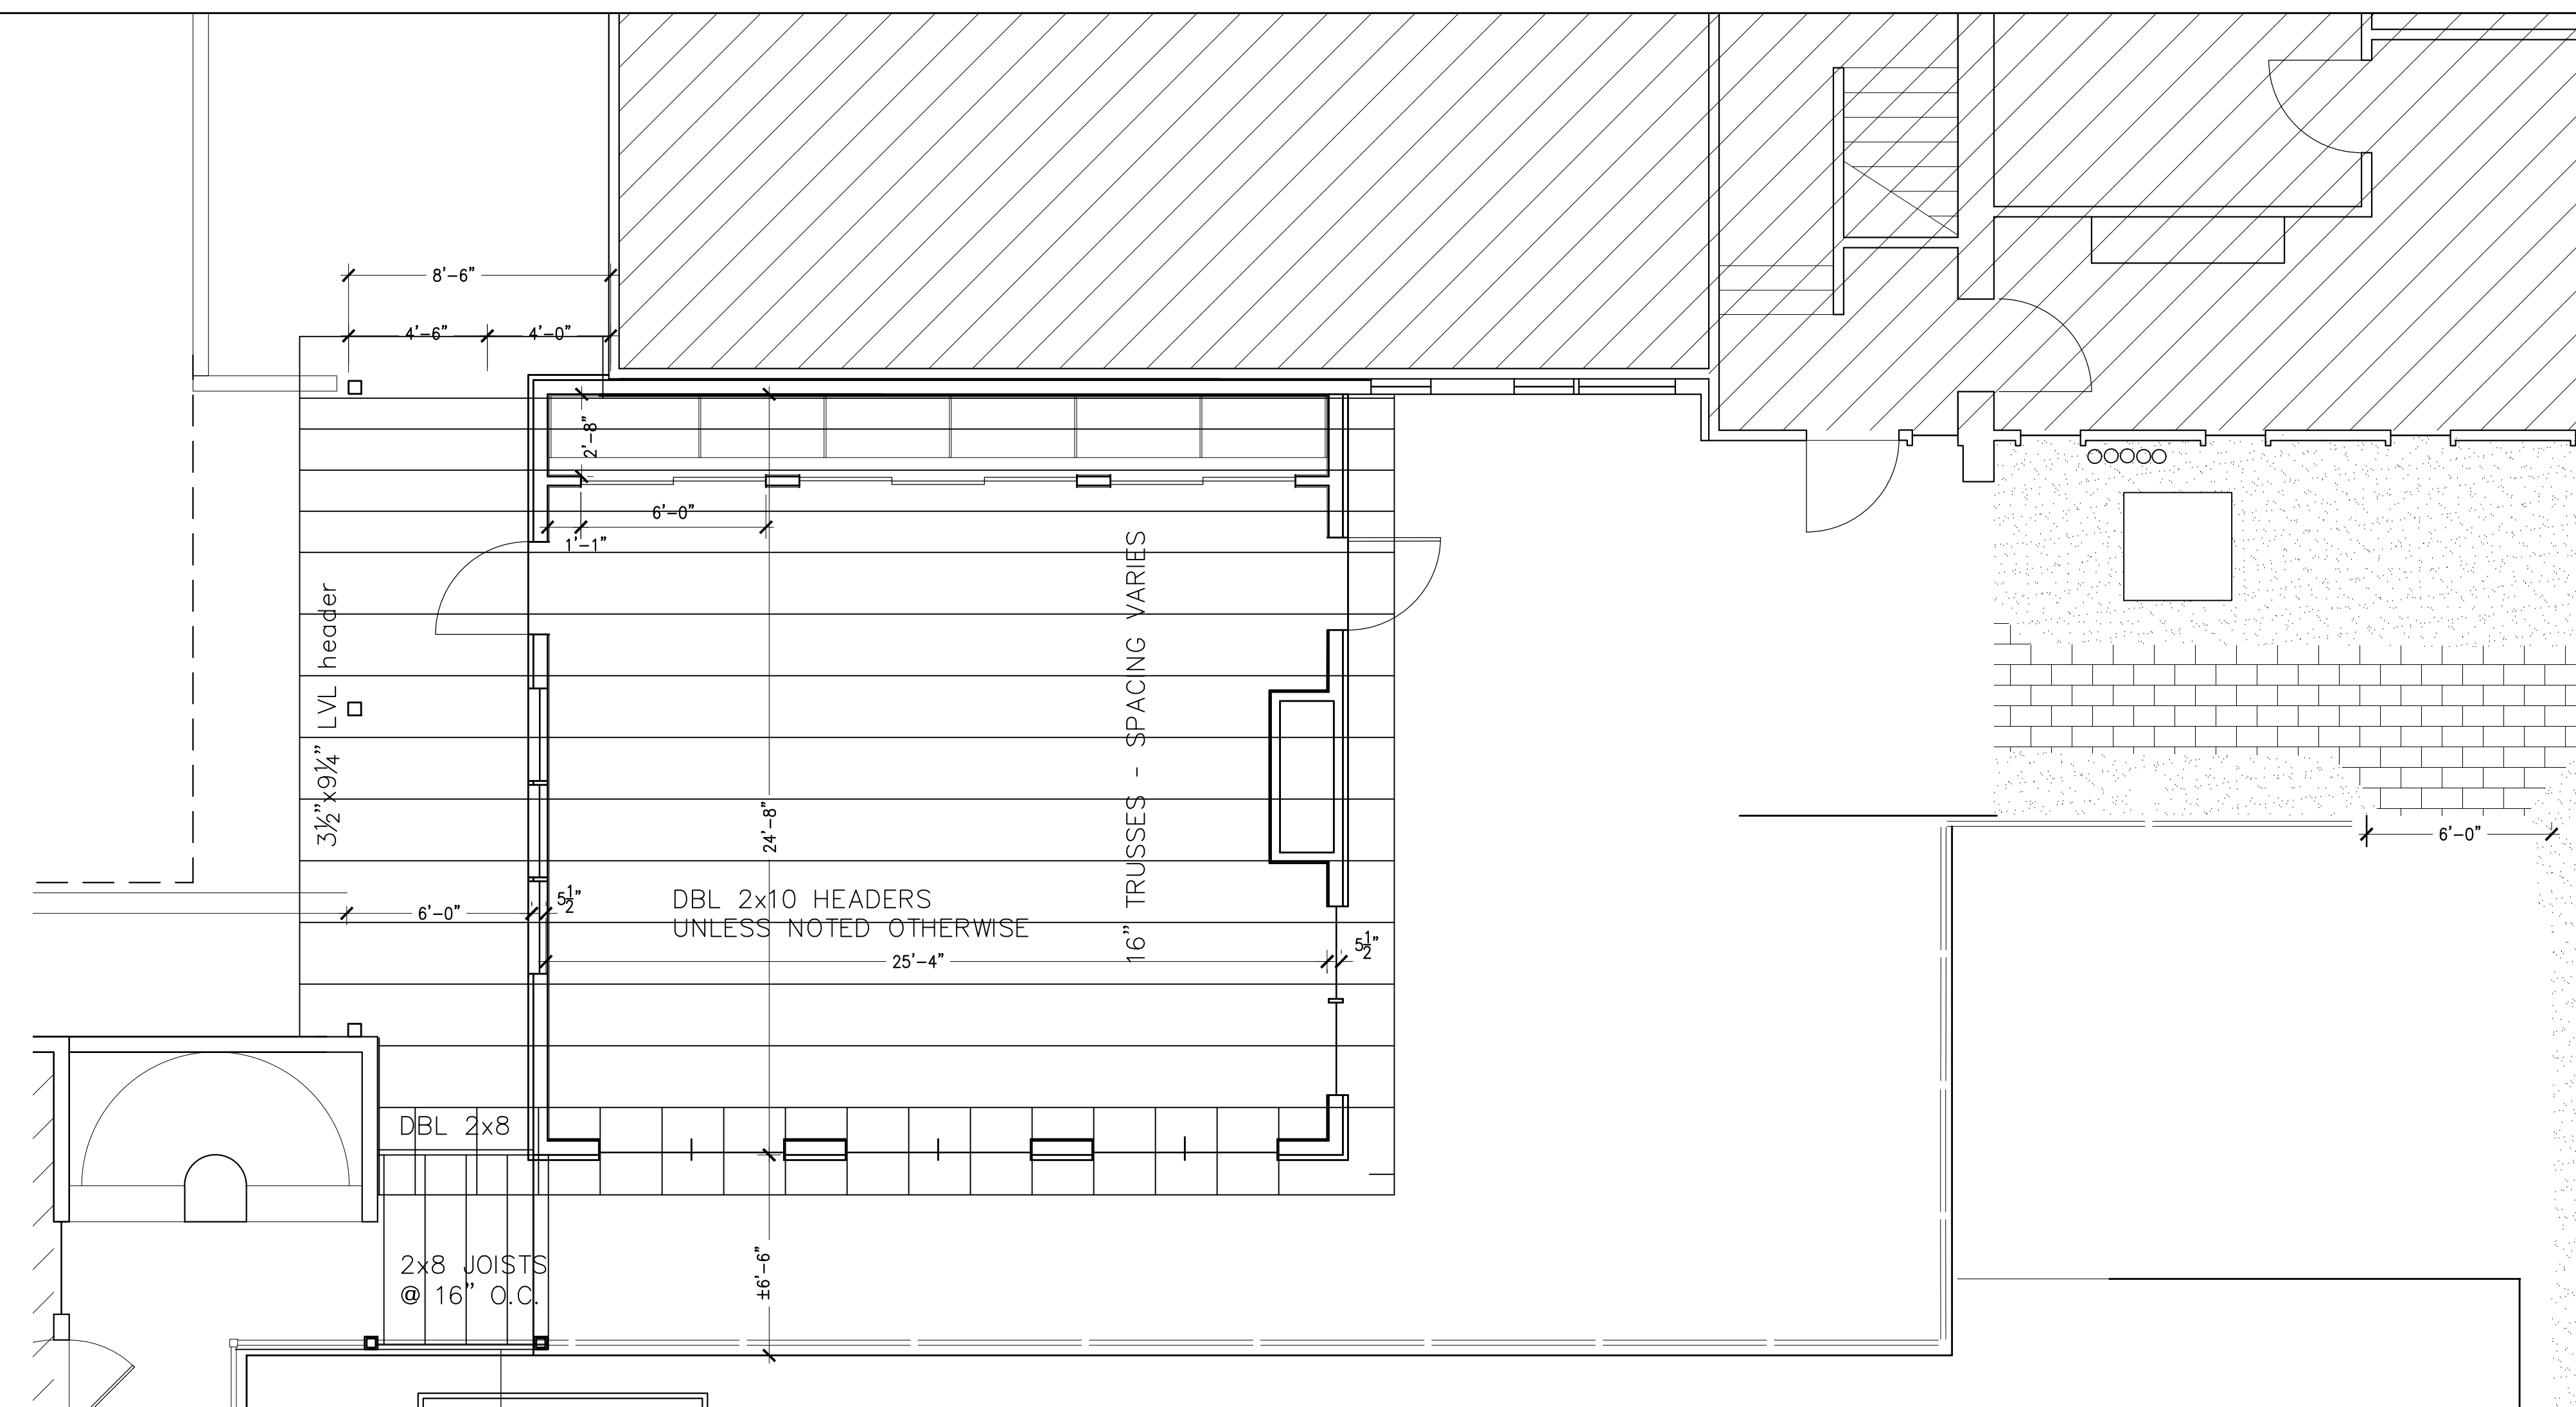 8'-6"
4'-6"
4'-0"
2'-8"
6'-0"
1'-1"
3½"x9¼" LVL header
16" TRUSSES - SPACING VARIES
24'-8"
6'-0"
6'-0"
5½"
DBL 2x10 HEADERS
UNLESS NOTED OTHERWISE
25'-4"
5½"
DBL 2x8
2x8 JOISTS
@ 16" O.C.
±6'-6"